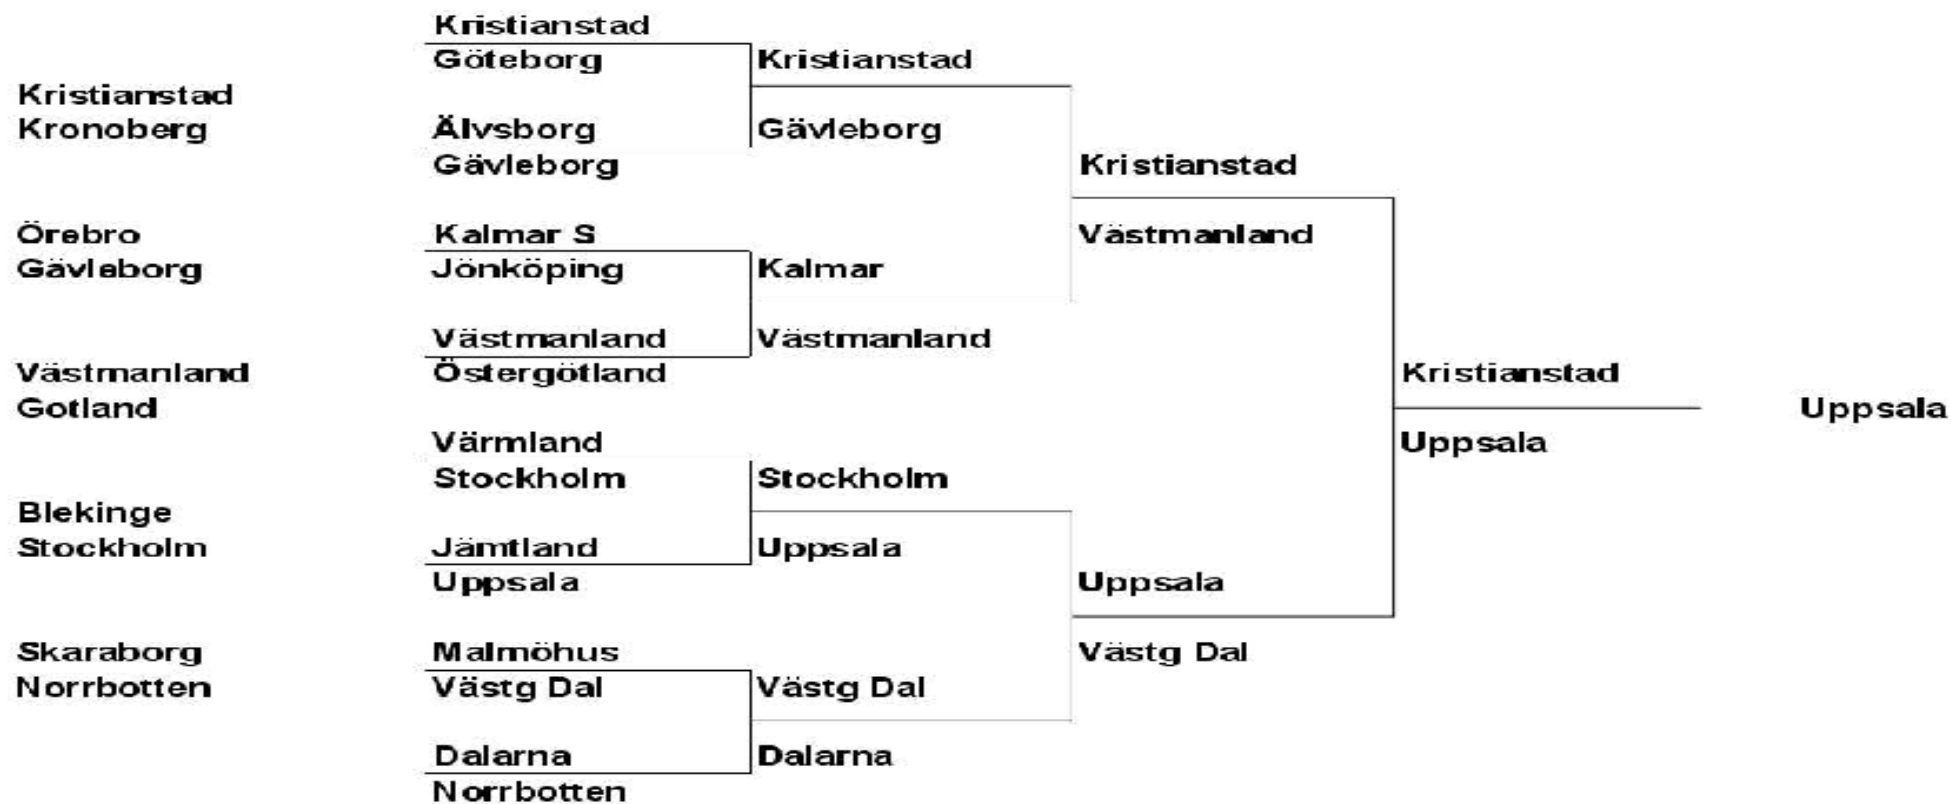 Kristianstad
Kronoberg
Örebro
Gävleborg
Västmanland
Gotland
Blekinge
Stockholm
Skaraborg
Norrbotten
Kristianstad
Göteborg
Älvsborg
Gävleborg
Kalmar S
Jönköping
Västmanland
Östergötland
Värmland
Stockholm
Jämtland
Uppsala
Malmöhus
Västg Dal
Dalarna
Norrbotten
Kristianstad
Gävleborg
Kalmar
Västmanland
Stockholm
Uppsala
Västg Dal
Dalarna
Kristianstad
Västmanland
Uppsala
Västg Dal
Kristianstad
Uppsala
Uppsala